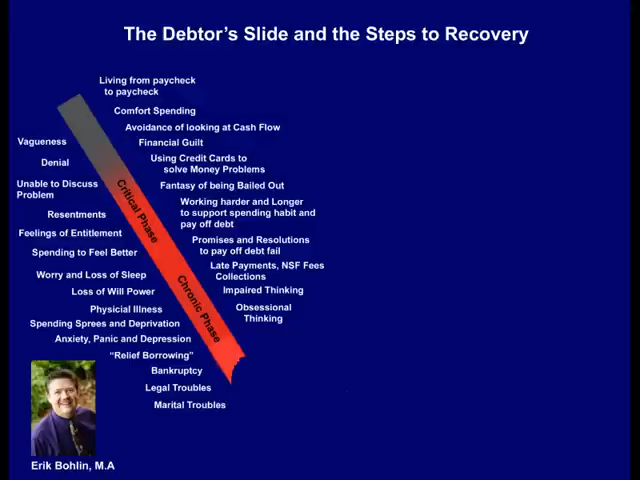 The Debtor's Slide and the Steps to Recovery
Living from paycheck
to paycheck
Comfort Spending
Avoidance of looking at Cash Flow
Financial Guilt
Using Credit Cards to
solve Money Problems
Fantasy of being Bailed Out
Working harder and Longer
to support spending habit and
pay off debt
Promises and Resolutions
to pay off debt fail
Late Payments, NSF Fees
Collections
Impaired Thinking
Obsessional
Thinking
Critical Phase
Chronic Phase
Vagueness
Denial
Unable to Discuss
Problem
Resentments
Feelings of Entitlement
Spending to Feel Better
Worry and Loss of Sleep
Loss of Will Power
Physicial Illness
Spending Sprees and Deprivation
Anxiety, Panic and Depression
"Relief Borrowing"
Bankruptcy
Legal Troubles
Marital Troubles
Erik Bohlin, M.A